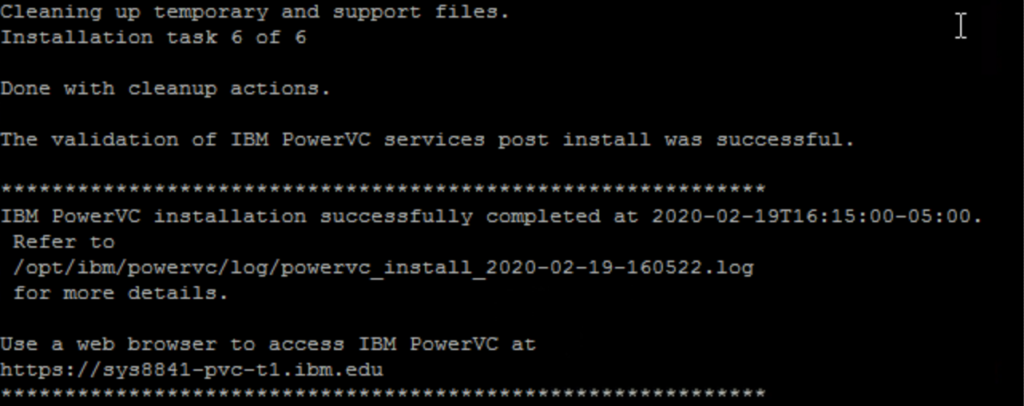 Cleaning up temporary and support files.
Installation task 6 of 6
Done with cleanup actions.
The validation of IBM PowerVC services post install was successful.
************************************************************
IBM PowerVC installation successfully completed at 2020-02-19T16:15:00-05:00.
Refer to
/opt/ibm/powervc/log/powervc_install_2020-02-19-160522.log
for more details.
Use a web browser to access IBM PowerVC at
https://sys8841-pvc-t1.ibm.edu
************************************************************